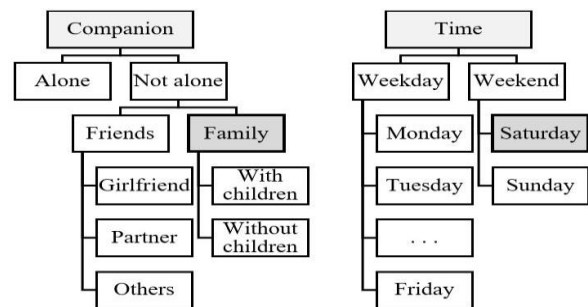 Companion
Alone
Not alone
Friends
Family
Girlfriend
With
children
Partner
Without
children
Others
Time
Weekday
Weekend
Monday
Saturday
Tuesday
Sunday
. . .
Friday